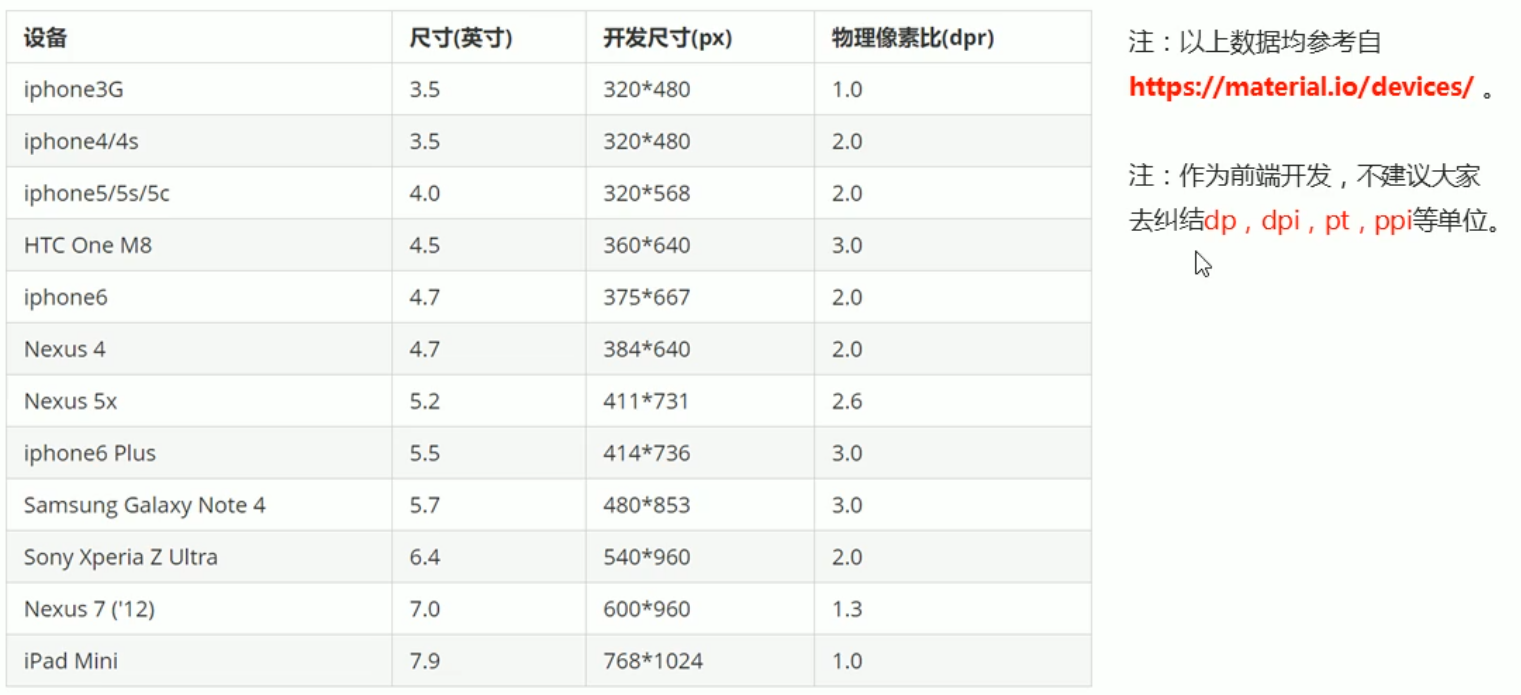 设备 尺寸(英寸) 开发尺寸(px) 物理像素比(dpr)
iphone3G 3.5 320*480 1.0
iphone4/4s 3.5 320*480 2.0
iphone5/5s/5c 4.0 320*568 2.0
HTC One M8 4.5 360*640 3.0
iphone6 4.7 375*667 2.0
Nexus 4 4.7 384*640 2.0
Nexus 5x 5.2 411*731 2.6
iphone6 Plus 5.5 414*736 3.0
Samsung Galaxy Note 4 5.7 480*853 3.0
Sony Xperia Z Ultra 6.4 540*960 2.0
Nexus 7 ('12) 7.0 600*960 1.3
iPad Mini 7.9 768*1024 1.0
注：以上数据均参考自
https://material.io/devices/ 。
注：作为前端开发，不建议大家
去纠结dp，dpi，pt，ppi等单位。